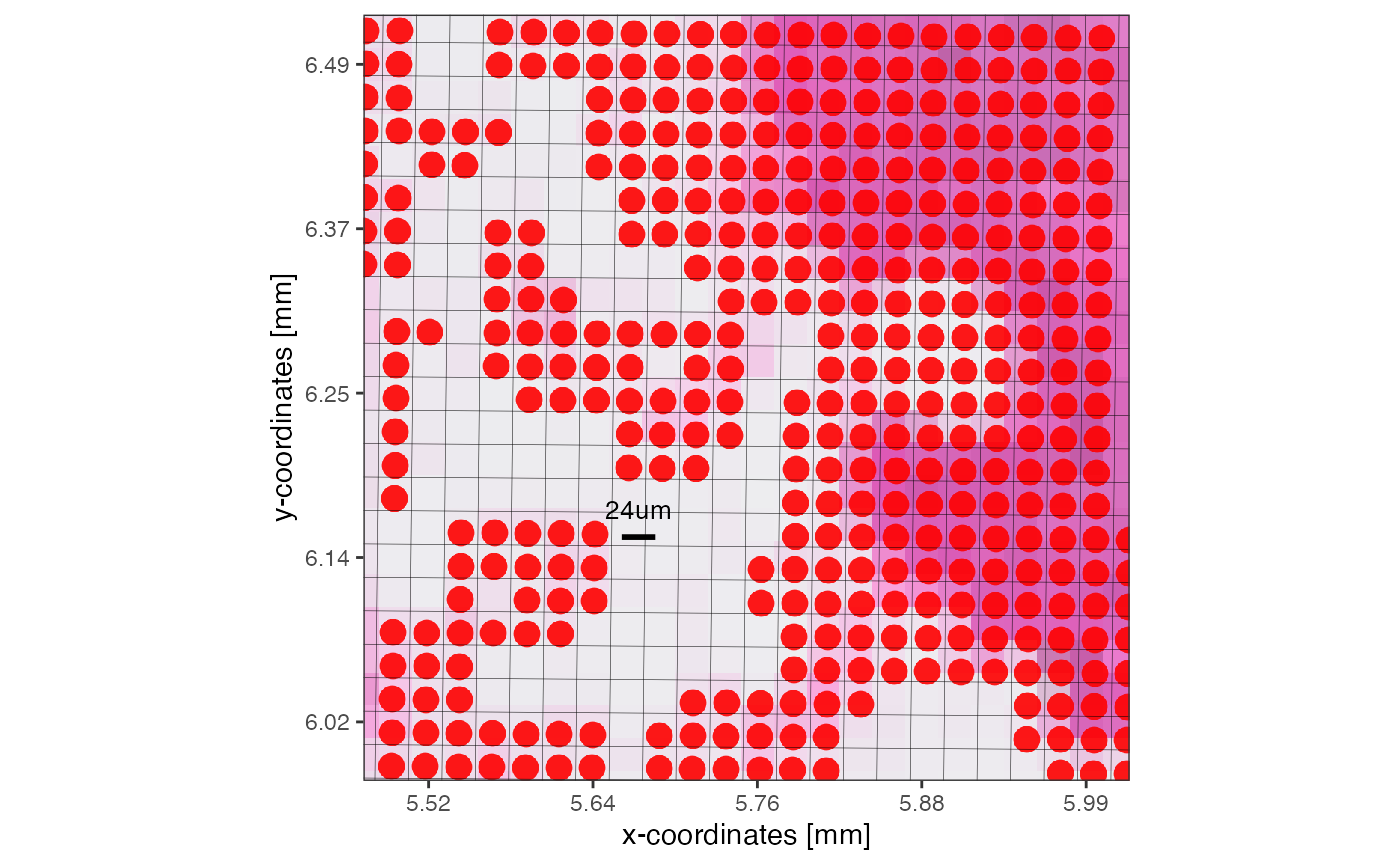 6.49
6.37
6.25
6.14
6.02
y-coordinates [mm]
24um
5.52 5.64 5.76 5.88 5.99
x-coordinates [mm]